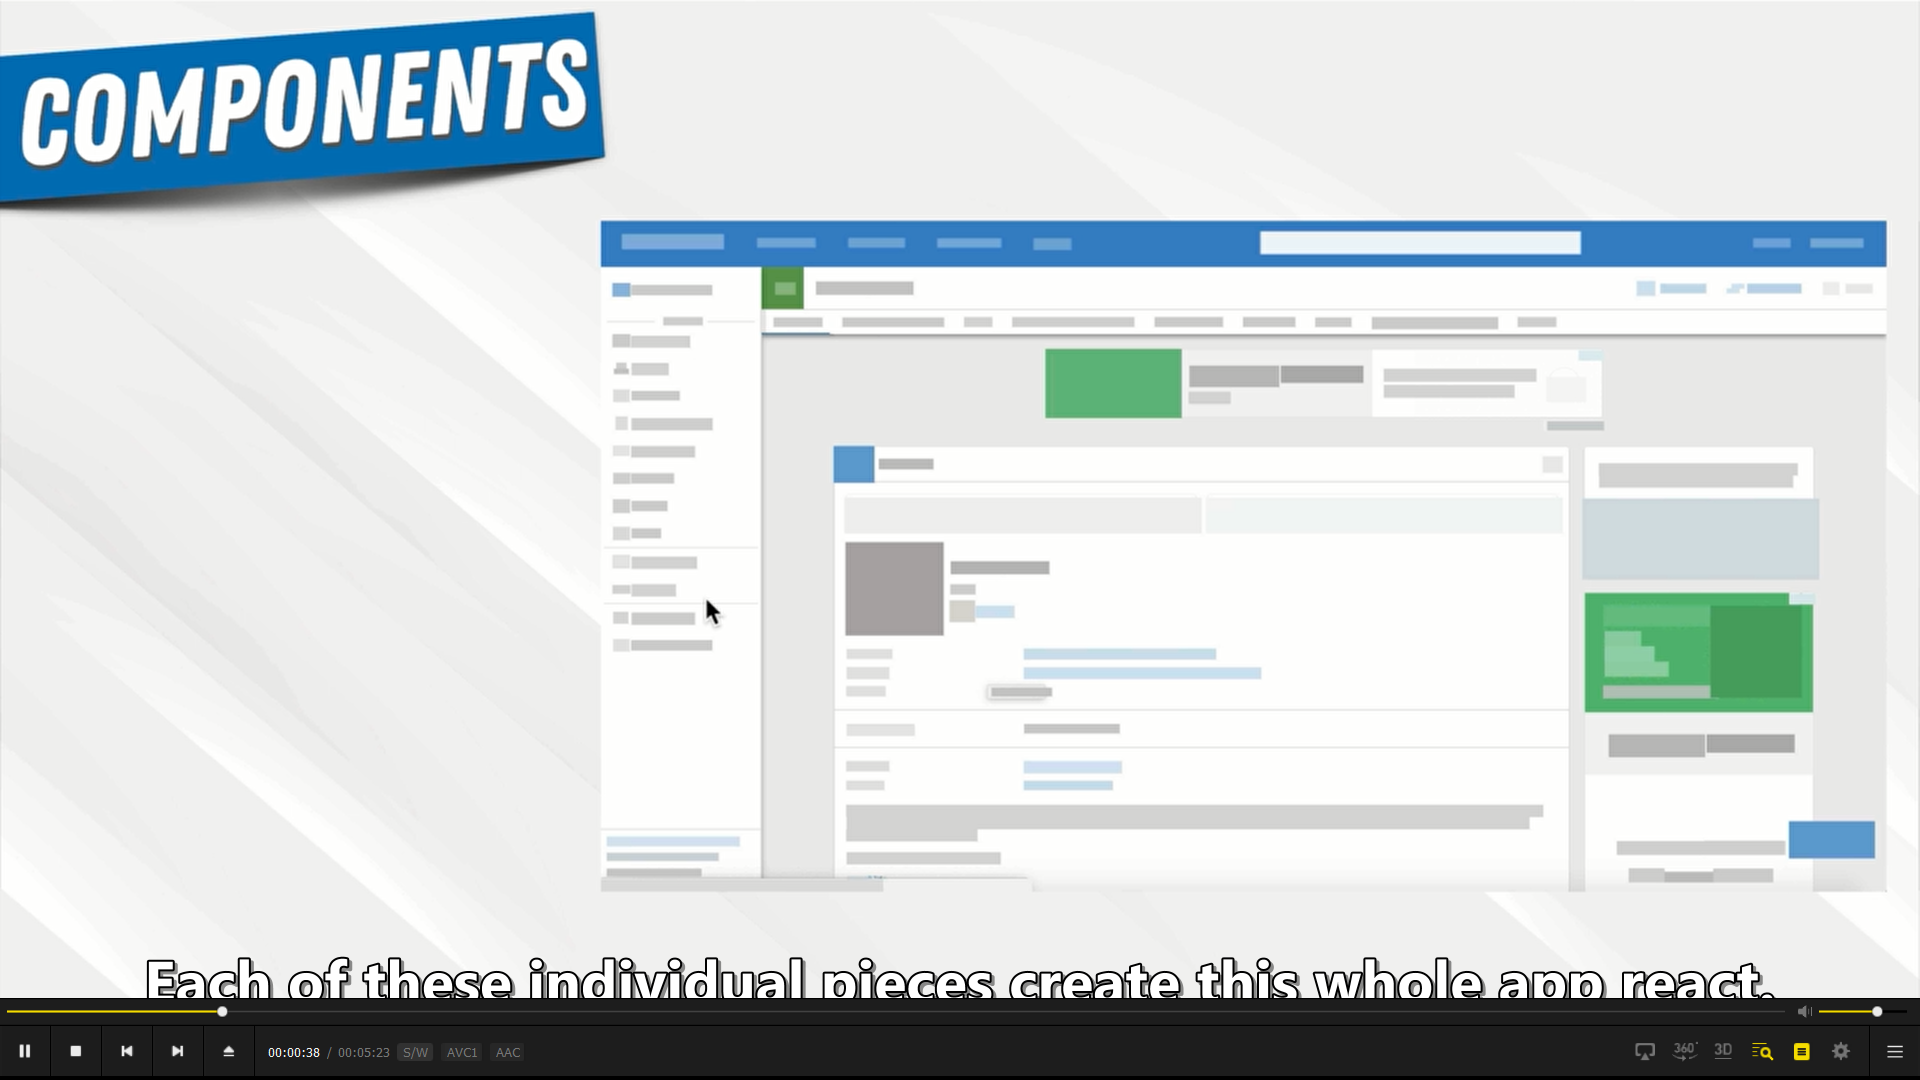 COMPONENTS
Each of these individual pieces create this whole app react.
00:00:38 / 00:05:23 S/W AVC1 AAC
360° 3D